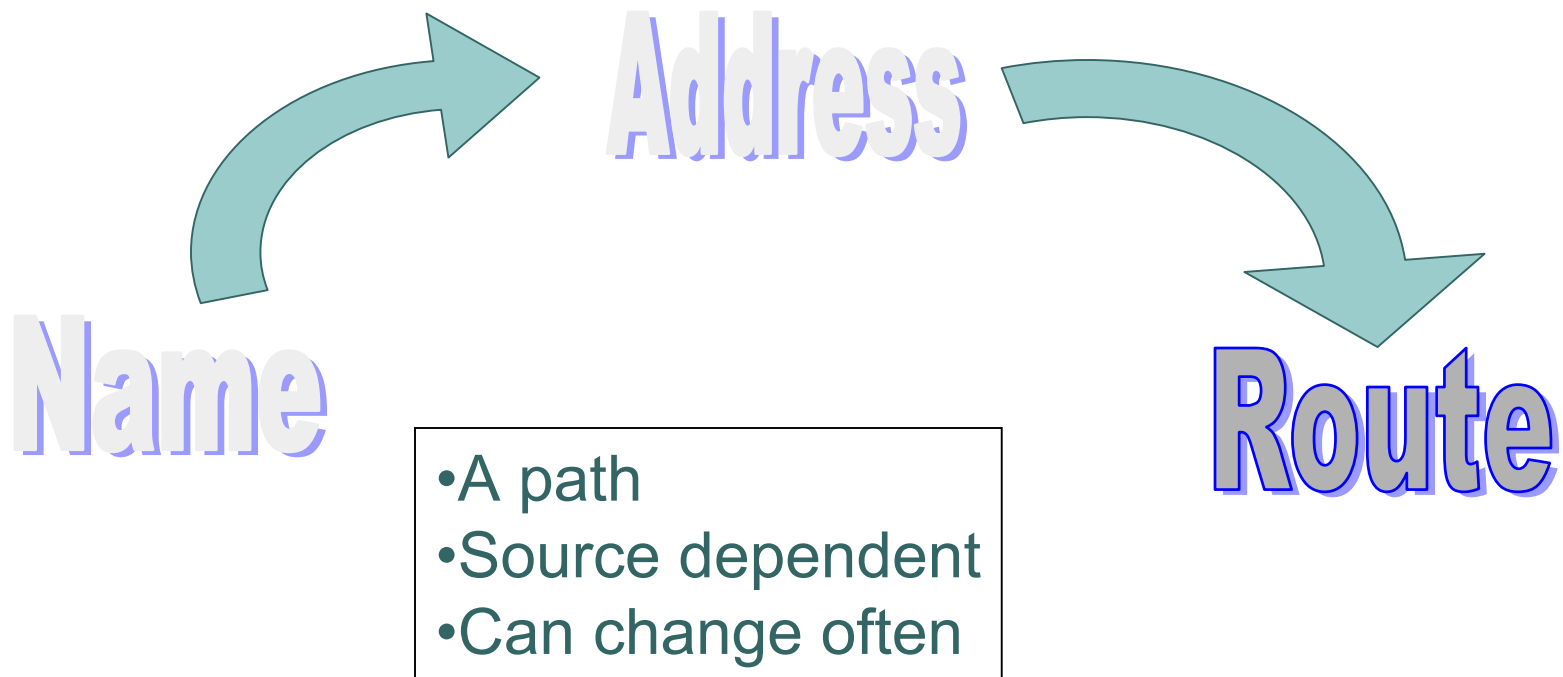 Address
Name
Route
•A path
•Source dependent
•Can change often